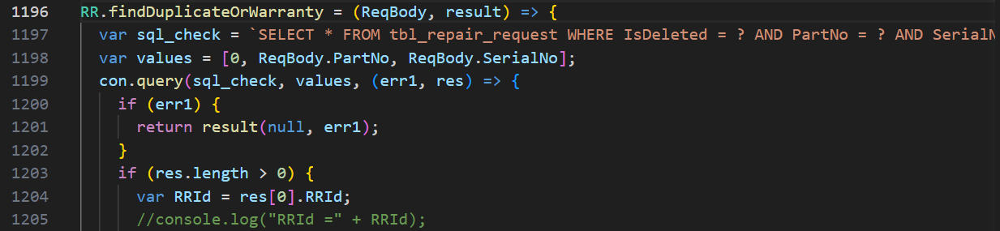 1196 RR.findDuplicateOrWarranty = (ReqBody, result) => {
1197 var sql_check = `SELECT * FROM tbl_repair_request WHERE IsDeleted = ? AND PartNo = ? AND SerialN
1198 var values = [0, ReqBody.PartNo, ReqBody.SerialNo];
1199 con.query(sql_check, values, (err1, res) => {
1200 if (err1) {
1201 return result(null, err1);
1202 }
1203 if (res.length > 0) {
1204 var RRId = res[0].RRId;
1205 //console.log("RRId =" + RRId);